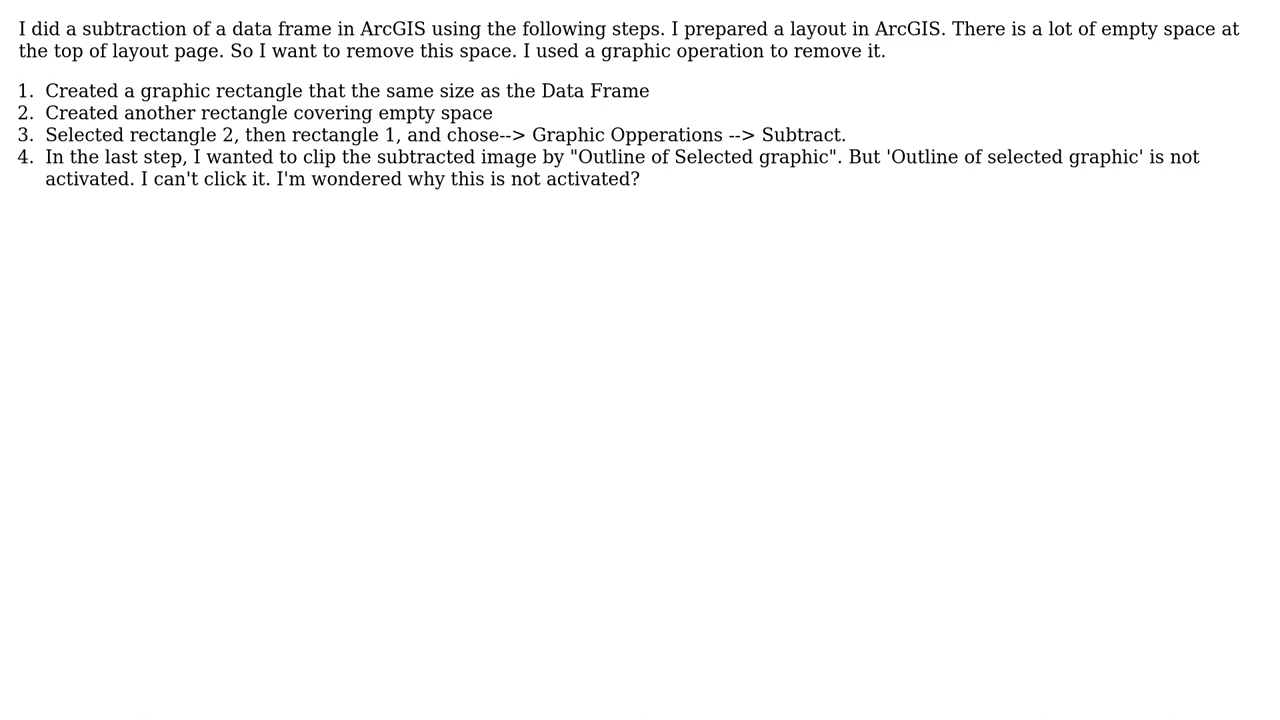 I did a subtraction of a data frame in ArcGIS using the following steps. I prepared a layout in ArcGIS. There is a lot of empty space at
the top of layout page. So I want to remove this space. I used a graphic operation to remove it.
1. Created a graphic rectangle that the same size as the Data Frame
2. Created another rectangle covering empty space
3. Selected rectangle 2, then rectangle 1, and chose--> Graphic Opperations --> Subtract.
4. In the last step, I wanted to clip the subtracted image by "Outline of Selected graphic". But 'Outline of selected graphic' is not
activated. I can't click it. I'm wondered why this is not activated?